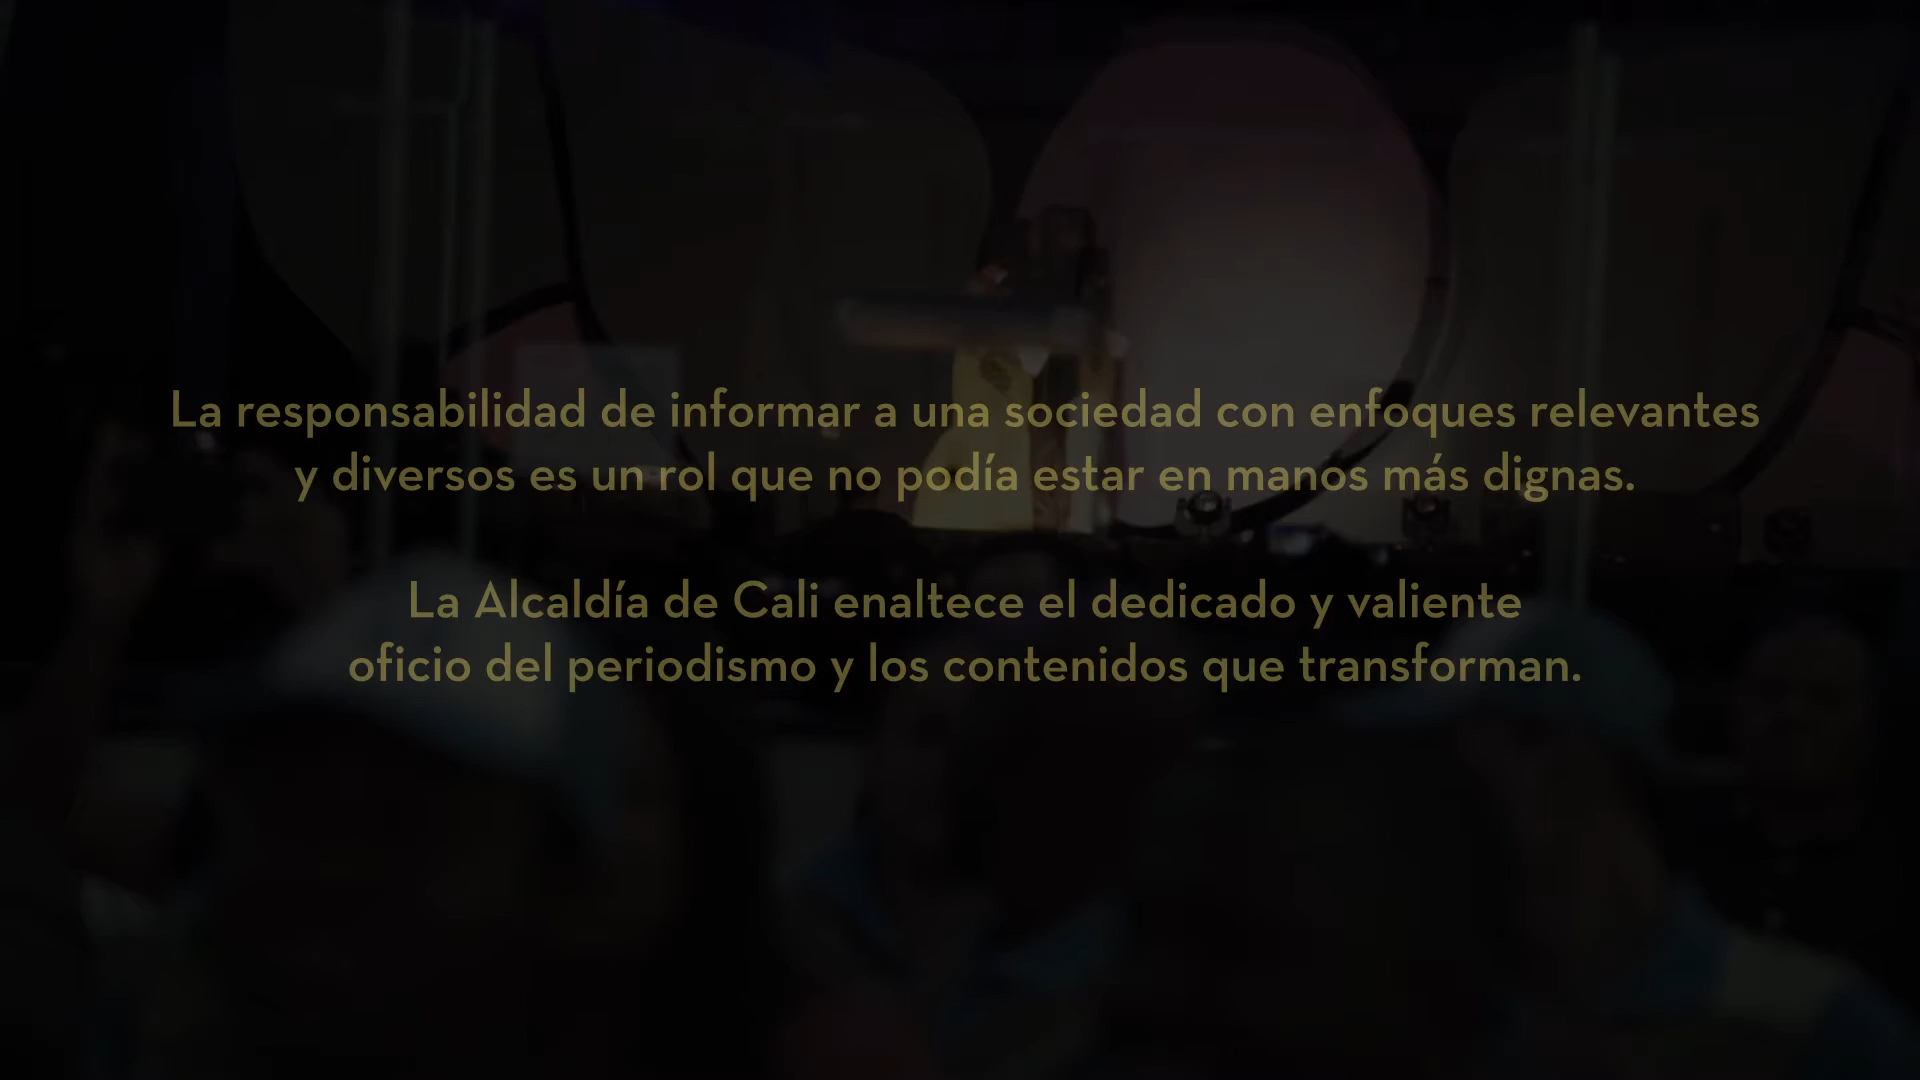 La responsabilidad de informar a una sociedad con enfoques relevantes
y diversos es un rol que no podía estar en manos más dignas.
La Alcaldía de Cali enaltece el dedicado y valiente
oficio del periodismo y los contenidos que transforman.